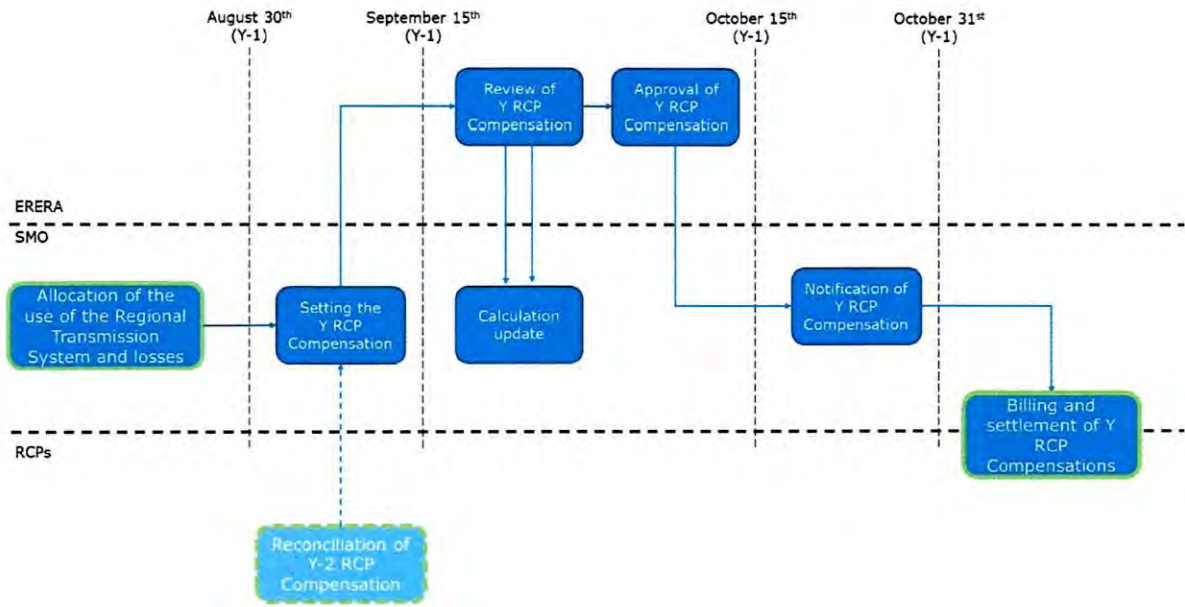 August 30th
(Y-1)
September 15th
(Y-1)
October 15th
(Y-1)
October 31st
(Y-1)
Review of
Y RCP
Compensation
Approval of
Y RCP
Compensation
ERERA
SMO
Allocation of the
use of the Regional
Transmission
System and losses
Setting the
Y RCP
Compensation
Calculation
update
Notification of
Y RCP
Compensation
Billing and
settlement of Y
RCP
Compensations
RCPs
Reconciliation of
Y-2 RCP
Compensation